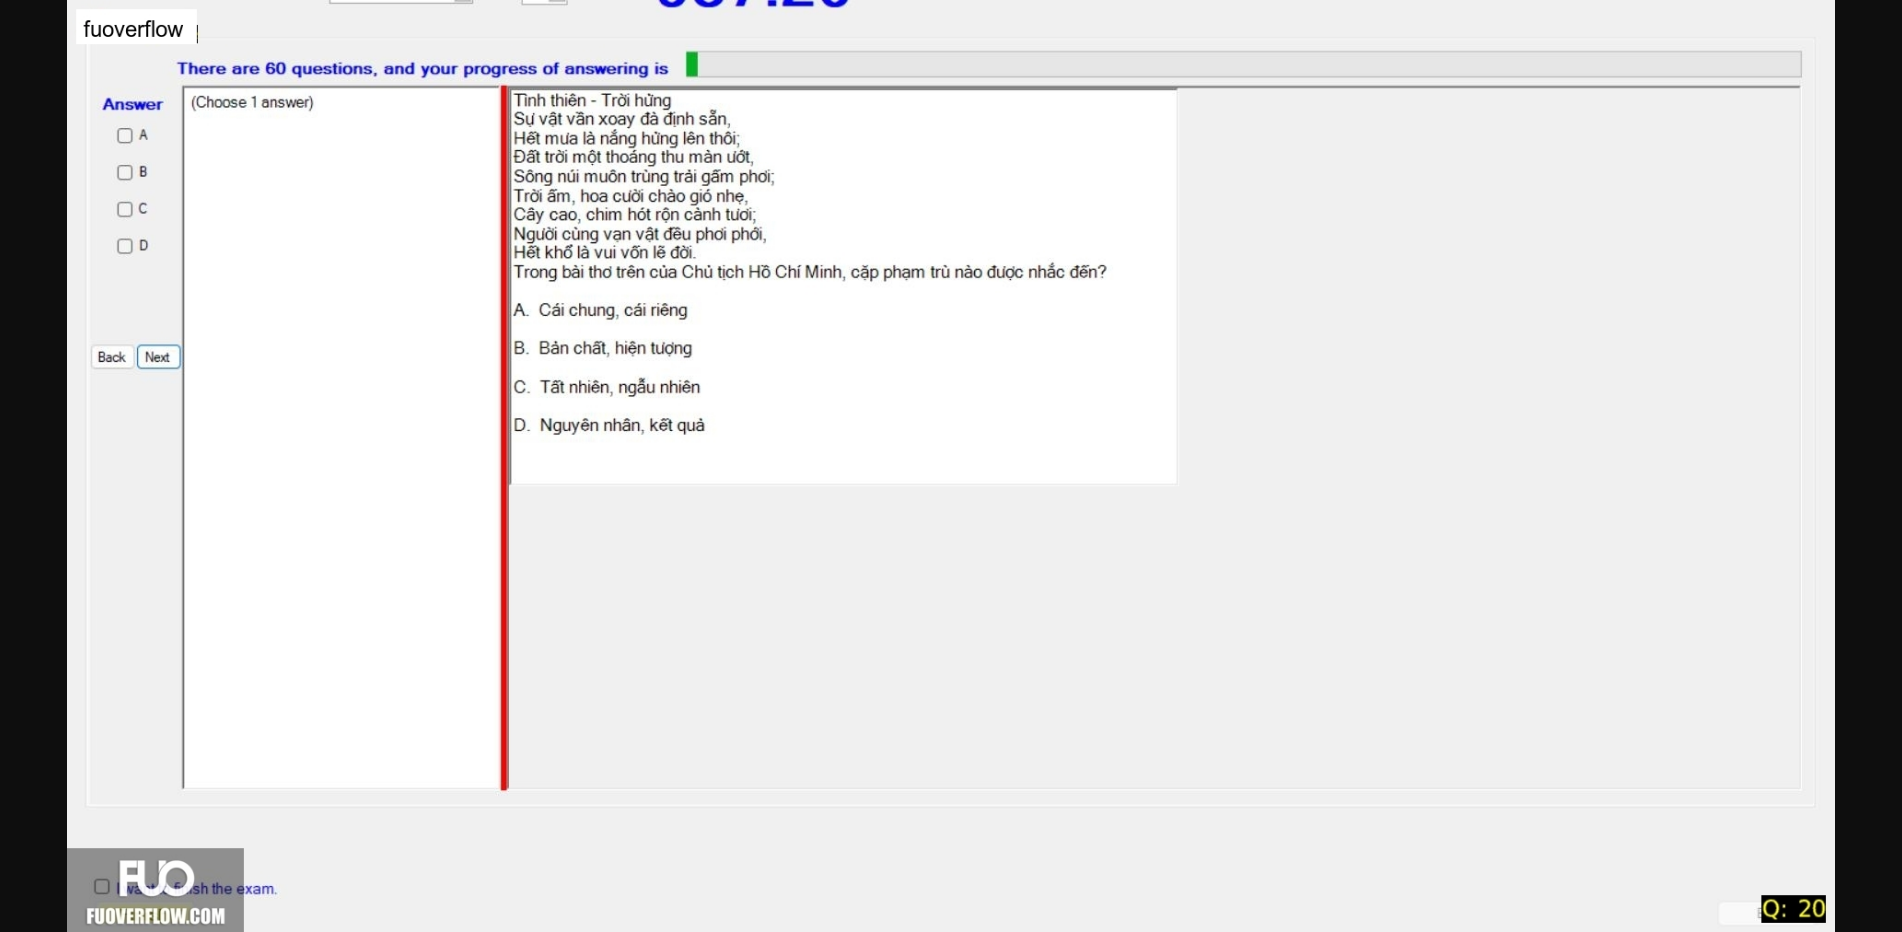 fuoverflow
There are 60 questions, and your progress of answering is
Answer
(Choose 1 answer)
A
B
C
D
Back
Next
Tình thiên - Trời hửng
Sự vật vần xoay đà định sẵn,
Hết mưa là nắng hửng lên thôi;
Đất trời một thoáng thu màn ướt,
Sông núi muôn trùng trải gấm phơi;
Trời ấm, hoa cười chào gió nhẹ,
Cây cao, chim hót rộn cành tươi;
Người cùng vạn vật đều phơi phới,
Hết khổ là vui vốn lẽ đời.
Trong bài thơ trên của Chủ tịch Hồ Chí Minh, cặp phạm trù nào được nhắc đến?
A. Cái chung, cái riêng
B. Bản chất, hiện tượng
C. Tất nhiên, ngẫu nhiên
D. Nguyên nhân, kết quả
FUO
the exam.
FUOVERFLOW.COM
Q: 20